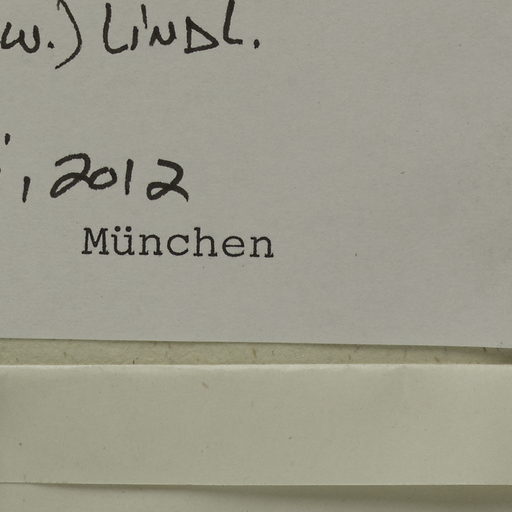 w.) LINDL.
, 2012
München